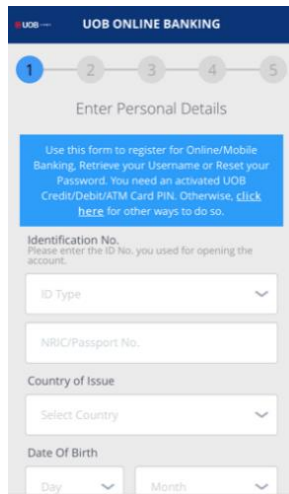 UOB
UOB ONLINE BANKING
1 2 3 4 5
Enter Personal Details
Use this form to register for Online/Mobile
Banking, Retrieve your Username or Reset your
Password. You need an activated UOB
Credit/Debit/ATM Card PIN. Otherwise, click
here for other ways to do so.
Identification No.
Please enter the ID No. you used for opening the
account.
ID Type
NRIC/Passport No.
Country of Issue
Select Country
Date Of Birth
Day Month